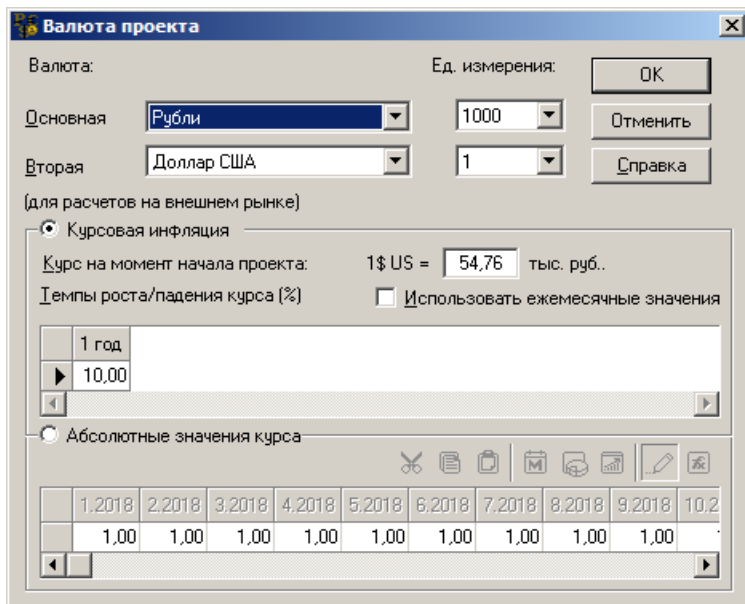 Валюта проекта
Валюта: Ед. измерения: OK
Основная Рубли 1000 Отменить
Вторая Доллар США 1 Справка
(для расчетов на внешнем рынке)
Курсовая инфляция
Курс на момент начала проекта: 1$ US = 54,76 тыс. руб..
Темпы роста/падения курса (%) Использовать ежемесячные значения
1 год
10,00
Абсолютные значения курса
1.2018 2.2018 3.2018 4.2018 5.2018 6.2018 7.2018 8.2018 9.2018 10.2
1,00 1,00 1,00 1,00 1,00 1,00 1,00 1,00 1,00